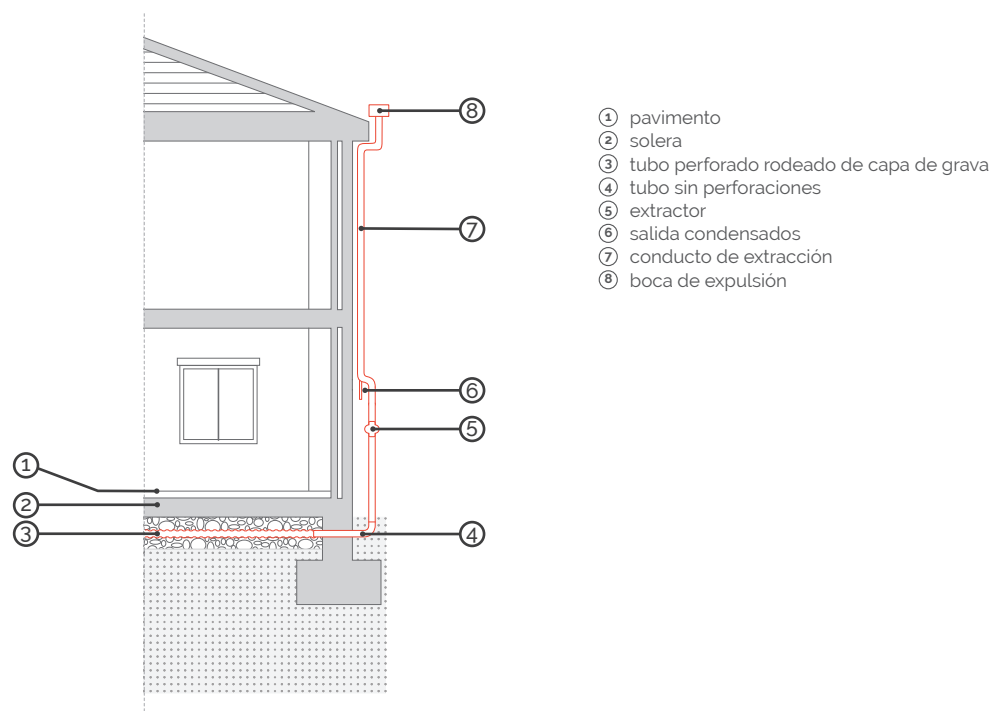 8
7
6
5
1
2
3
4
1 pavimento
2 solera
3 tubo perforado rodeado de capa de grava
4 tubo sin perforaciones
5 extractor
6 salida condensados
7 conducto de extracción
8 boca de expulsión